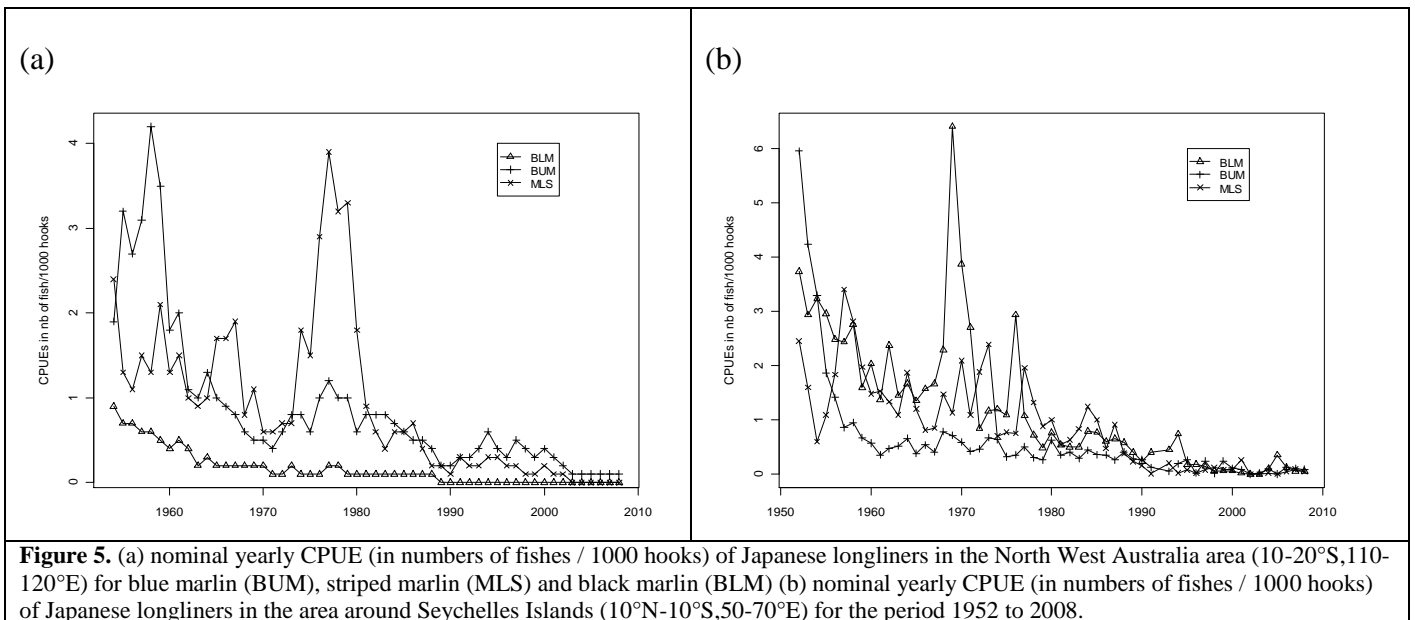 (a)
CPUEs in nb of fish/1000 hooks
4
3
2
1
0
BLM
BUM
MLS
1960 1970 1980 1990 2000 2010
(b)
CPUEs in nb of fish/1000 hooks
6
5
4
3
2
1
0
BLM
BUM
MLS
1950 1960 1970 1980 1990 2000 2010
Figure 5. (a) nominal yearly CPUE (in numbers of fishes / 1000 hooks) of Japanese longliners in the North West Australia area (10-20°S,110-
120°E) for blue marlin (BUM), striped marlin (MLS) and black marlin (BLM) (b) nominal yearly CPUE (in numbers of fishes / 1000 hooks)
of Japanese longliners in the area around Seychelles Islands (10°N-10°S,50-70°E) for the period 1952 to 2008.